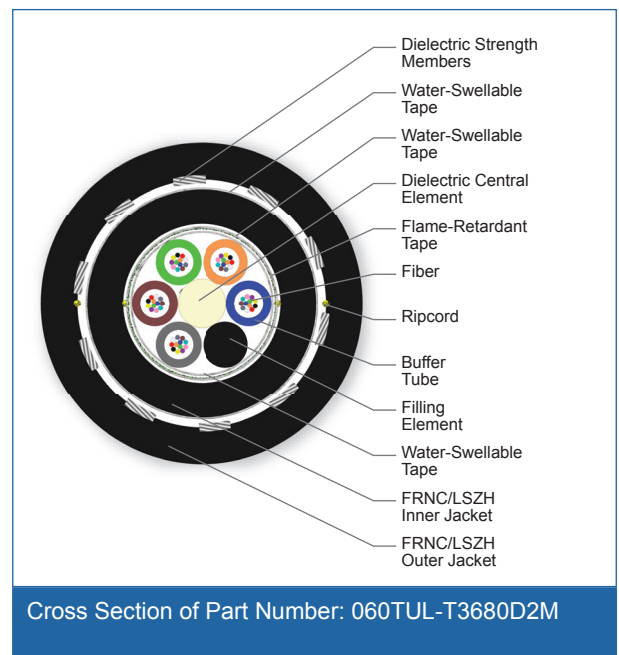 Dielectric Strength
Members
Water-Swellable
Tape
Water-Swellable
Tape
Dielectric Central
Element
Flame-Retardant
Tape
Fiber
Ripcord
Buffer
Tube
Filling
Element
Water-Swellable
Tape
FRNC/LSZH
Inner Jacket
FRNC/LSZH
Outer Jacket
Cross Section of Part Number: 060TUL-T3680D2M